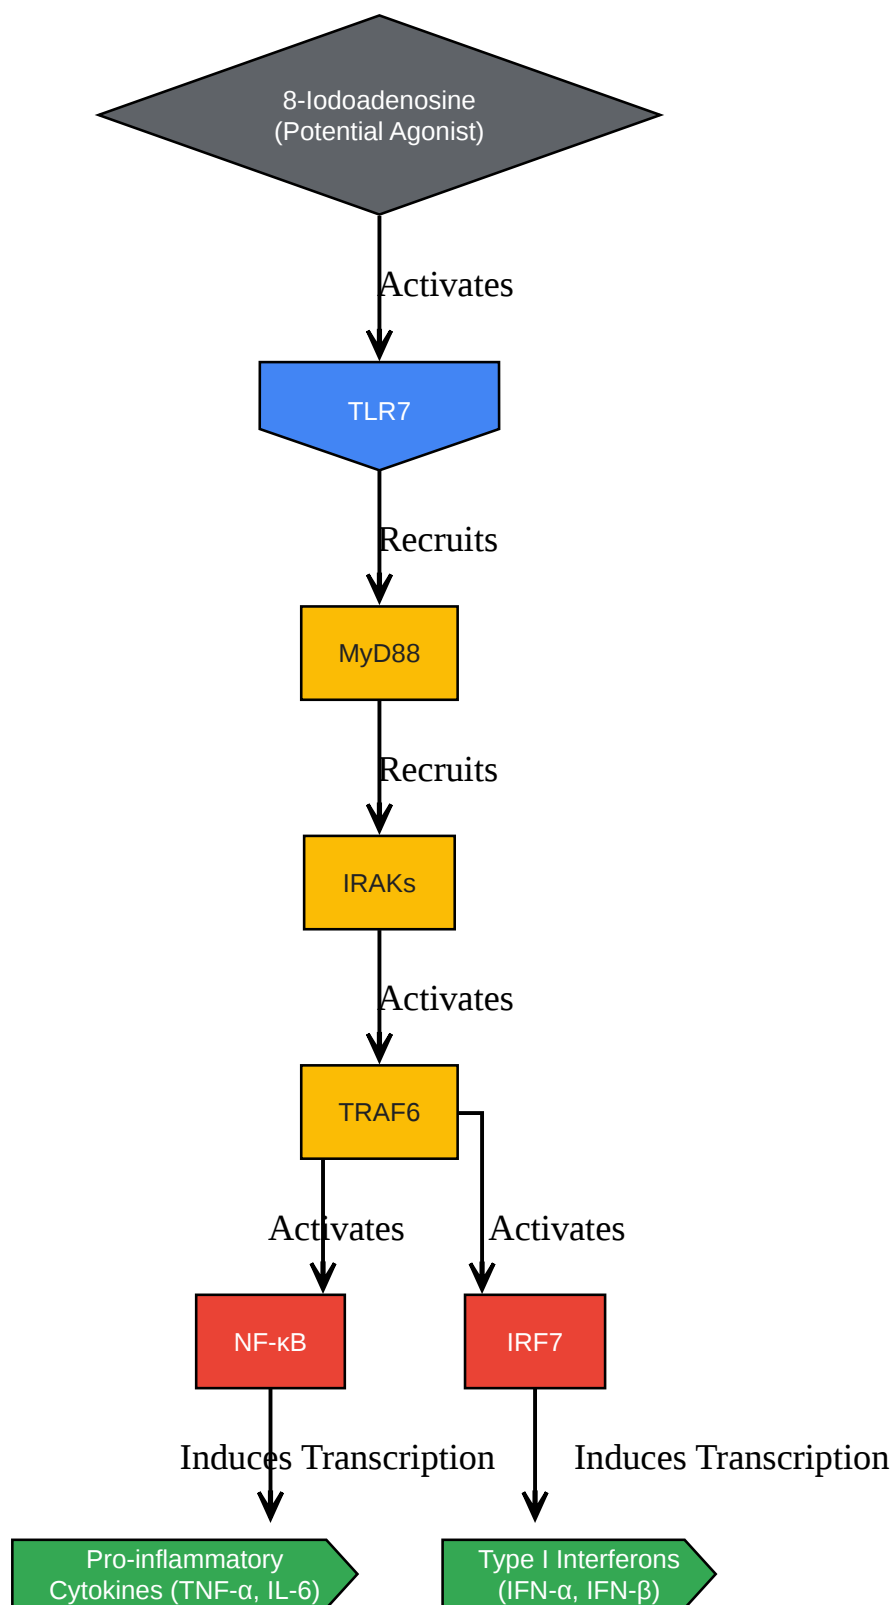 8-Iodoadenosine
(Potential Agonist)
Activates
TLR7
Recruits
MyD88
Recruits
IRAKs
Activates
TRAF6
Activates
Activates
NF-κB
IRF7
Induces Transcription
Induces Transcription
Pro-inflammatory
Cytokines (TNF-α, IL-6)
Type I Interferons
(IFN-α, IFN-β)